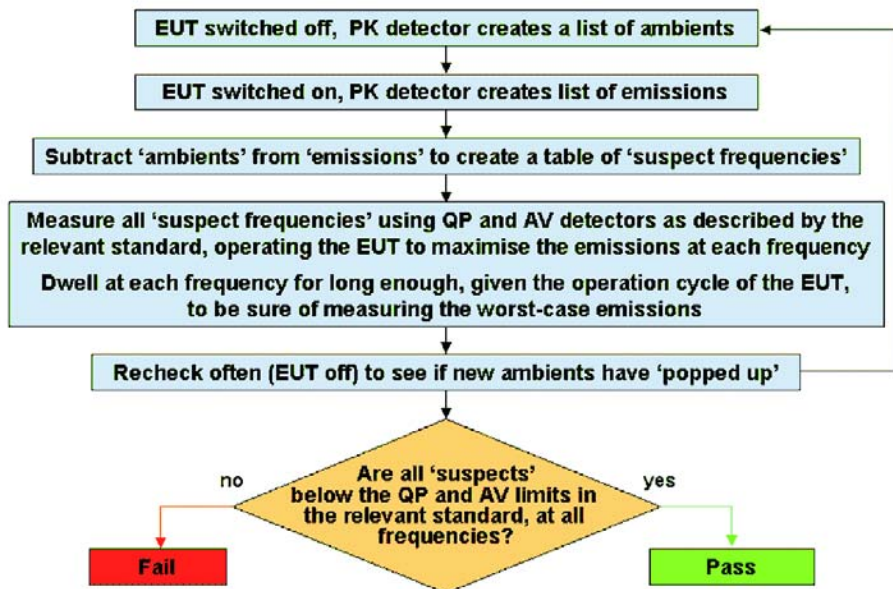 EUT switched off, PK detector creates a list of ambients
EUT switched on, PK detector creates list of emissions
Subtract ‘ambients’ from ‘emissions’ to create a table of ‘suspect frequencies’
Measure all ‘suspect frequencies’ using QP and AV detectors as described by the
relevant standard, operating the EUT to maximise the emissions at each frequency
Dwell at each frequency for long enough, given the operation cycle of the EUT,
to be sure of measuring the worst-case emissions
Recheck often (EUT off) to see if new ambients have ‘popped up’
no
Are all ‘suspects’
below the QP and AV limits in
the relevant standard, at all
frequencies?
yes
Fail
Pass